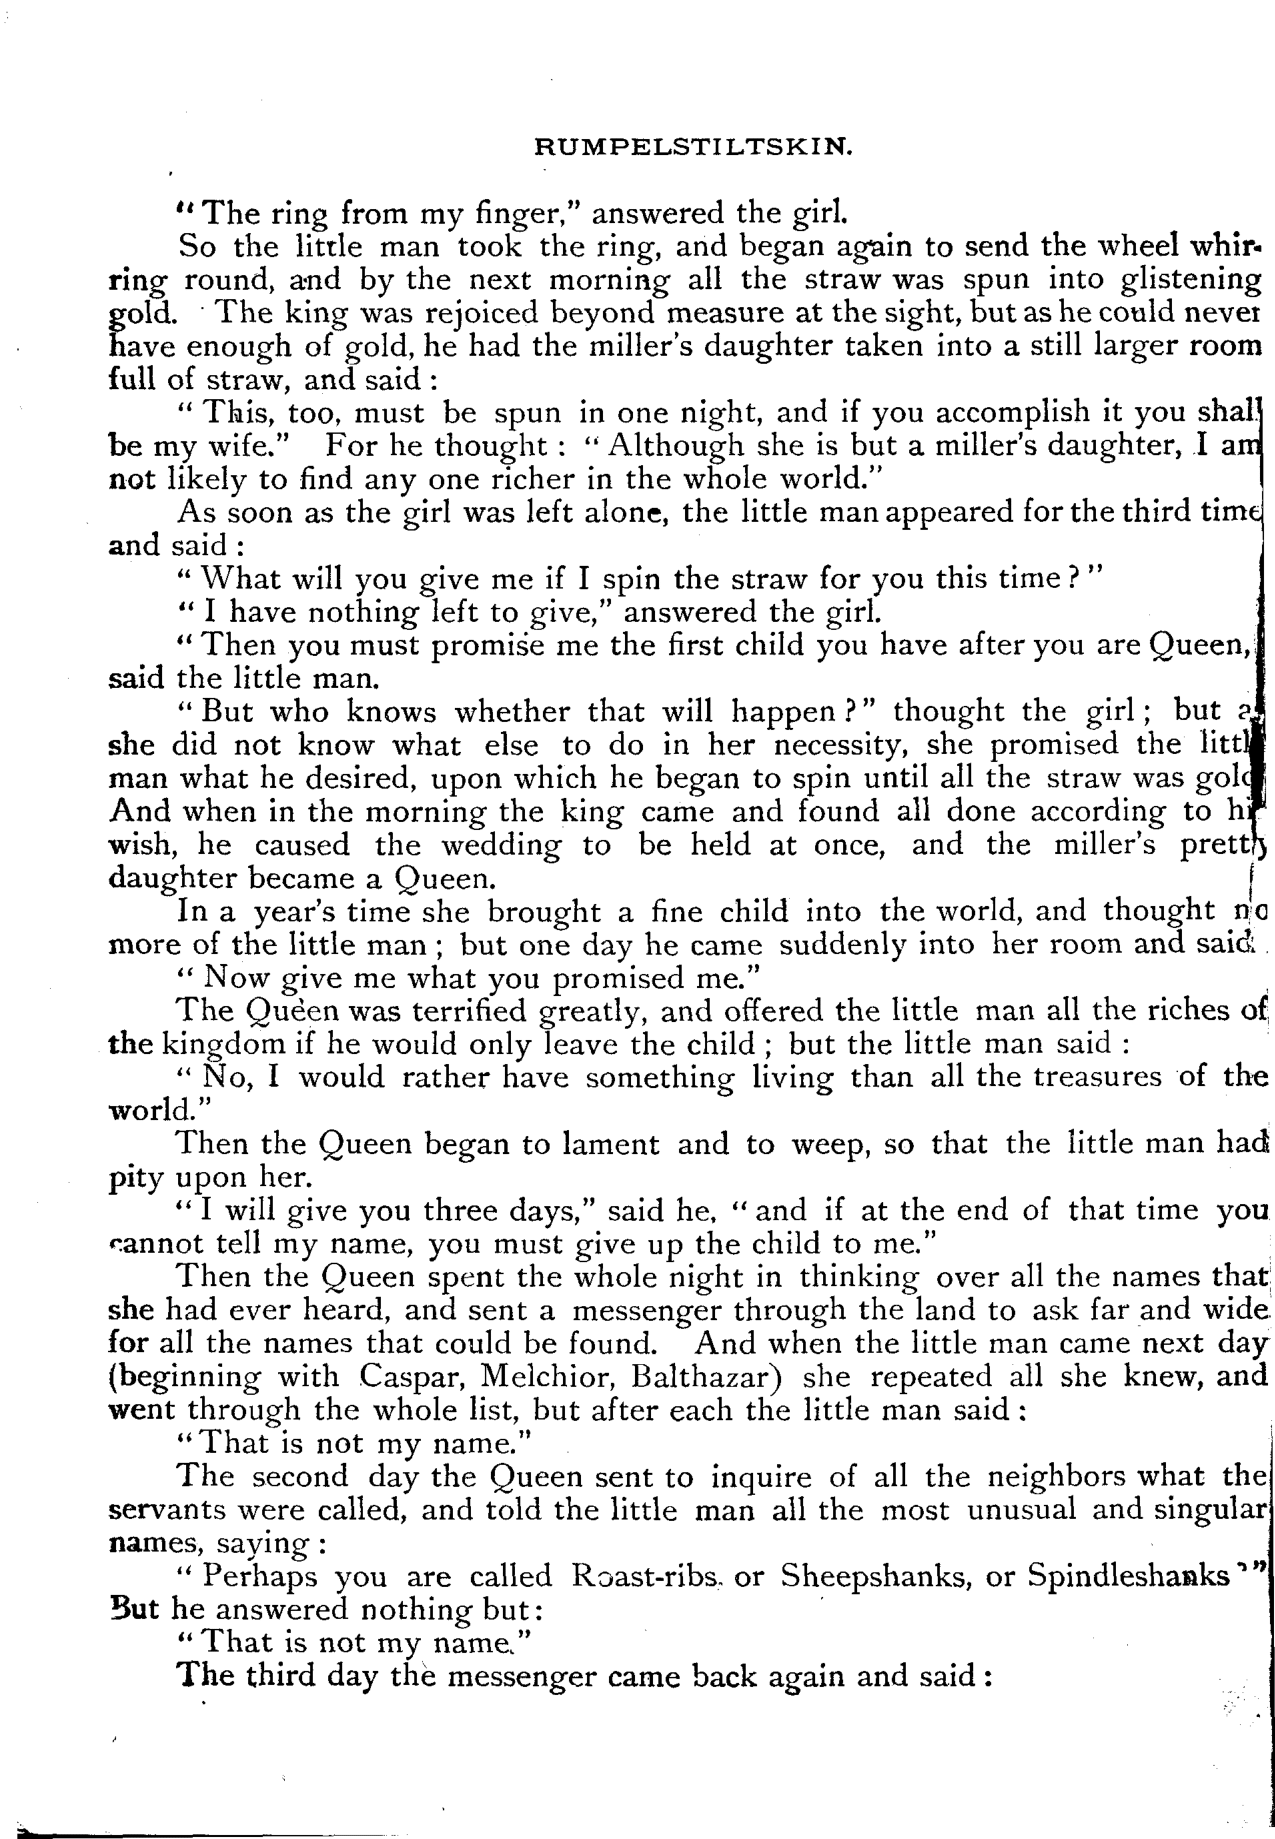 RUMPELSTILTSKIN.
“The ring from my finger,” answered the girl.
So the little man took the ring, and began again to send the wheel whir-
ring round, and by the next morning all the straw was spun into glistening
gold. The king was rejoiced beyond measure at the sight, but as he could never
have enough of gold, he had the miller’s daughter taken into a still larger room
full of straw, and said :
“This, too, must be spun in one night, and if you accomplish it you shall
be my wife.” For he thought : “Although she is but a miller’s daughter, I am
not likely to find any one richer in the whole world.”
As soon as the girl was left alone, the little man appeared for the third time
and said :
“What will you give me if I spin the straw for you this time?”
“I have nothing left to give,” answered the girl.
“Then you must promise me the first child you have after you are Queen,
said the little man.
“But who knows whether that will happen?” thought the girl; but as
she did not know what else to do in her necessity, she promised the little
man what he desired, upon which he began to spin until all the straw was gold
And when in the morning the king came and found all done according to his
wish, he caused the wedding to be held at once, and the miller’s pretty
daughter became a Queen.
In a year’s time she brought a fine child into the world, and thought no
more of the little man; but one day he came suddenly into her room and said:
“Now give me what you promised me.”
The Queen was terrified greatly, and offered the little man all the riches of
the kingdom if he would only leave the child; but the little man said :
“No, I would rather have something living than all the treasures of the
world.”
Then the Queen began to lament and to weep, so that the little man had
pity upon her.
“I will give you three days,” said he, “and if at the end of that time you
cannot tell my name, you must give up the child to me.”
Then the Queen spent the whole night in thinking over all the names that
she had ever heard, and sent a messenger through the land to ask far and wide
for all the names that could be found. And when the little man came next day
(beginning with Caspar, Melchior, Balthazar) she repeated all she knew, and
went through the whole list, but after each the little man said :
“That is not my name.”
The second day the Queen sent to inquire of all the neighbors what the
servants were called, and told the little man all the most unusual and singular
names, saying :
“Perhaps you are called Roast-ribs, or Sheepshanks, or Spindleshanks?”
But he answered nothing but:
“That is not my name.”
The third day the messenger came back again and said :